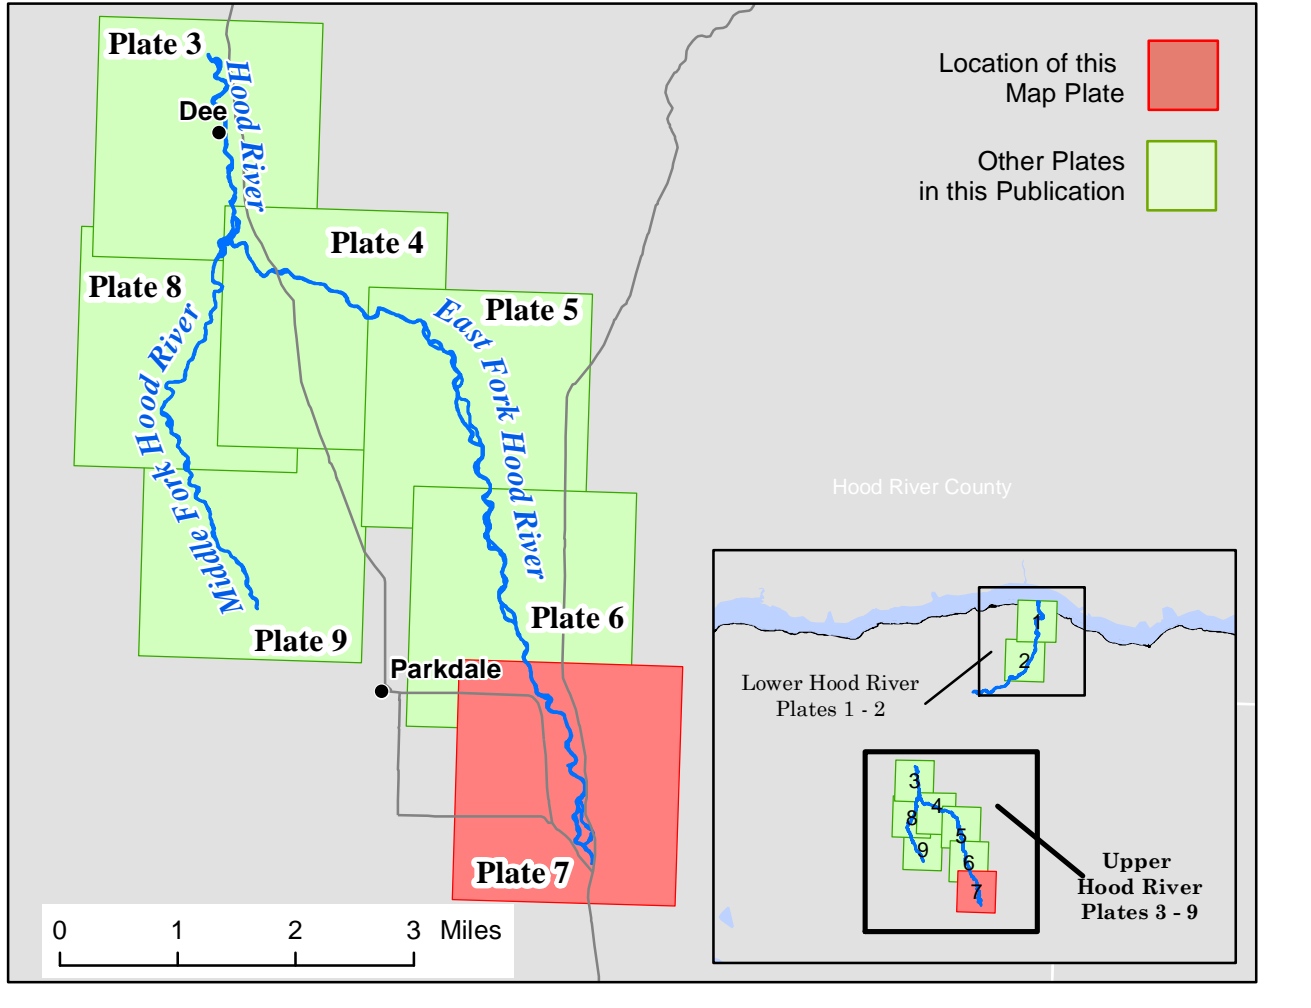 Plate 3
Hood River
Dee
Location of this
Map Plate
Other Plates
in this Publication
Plate 4
Plate 8
Plate 5
Middle Fork Hood River
East Fork Hood River
Hood River County
Plate 6
Plate 9
Parkdale
Plate 7
0 1 2 3 Miles
1
2
Lower Hood River
Plates 1 - 2
3
4
8
5
9
6
7
Upper
Hood River
Plates 3 - 9